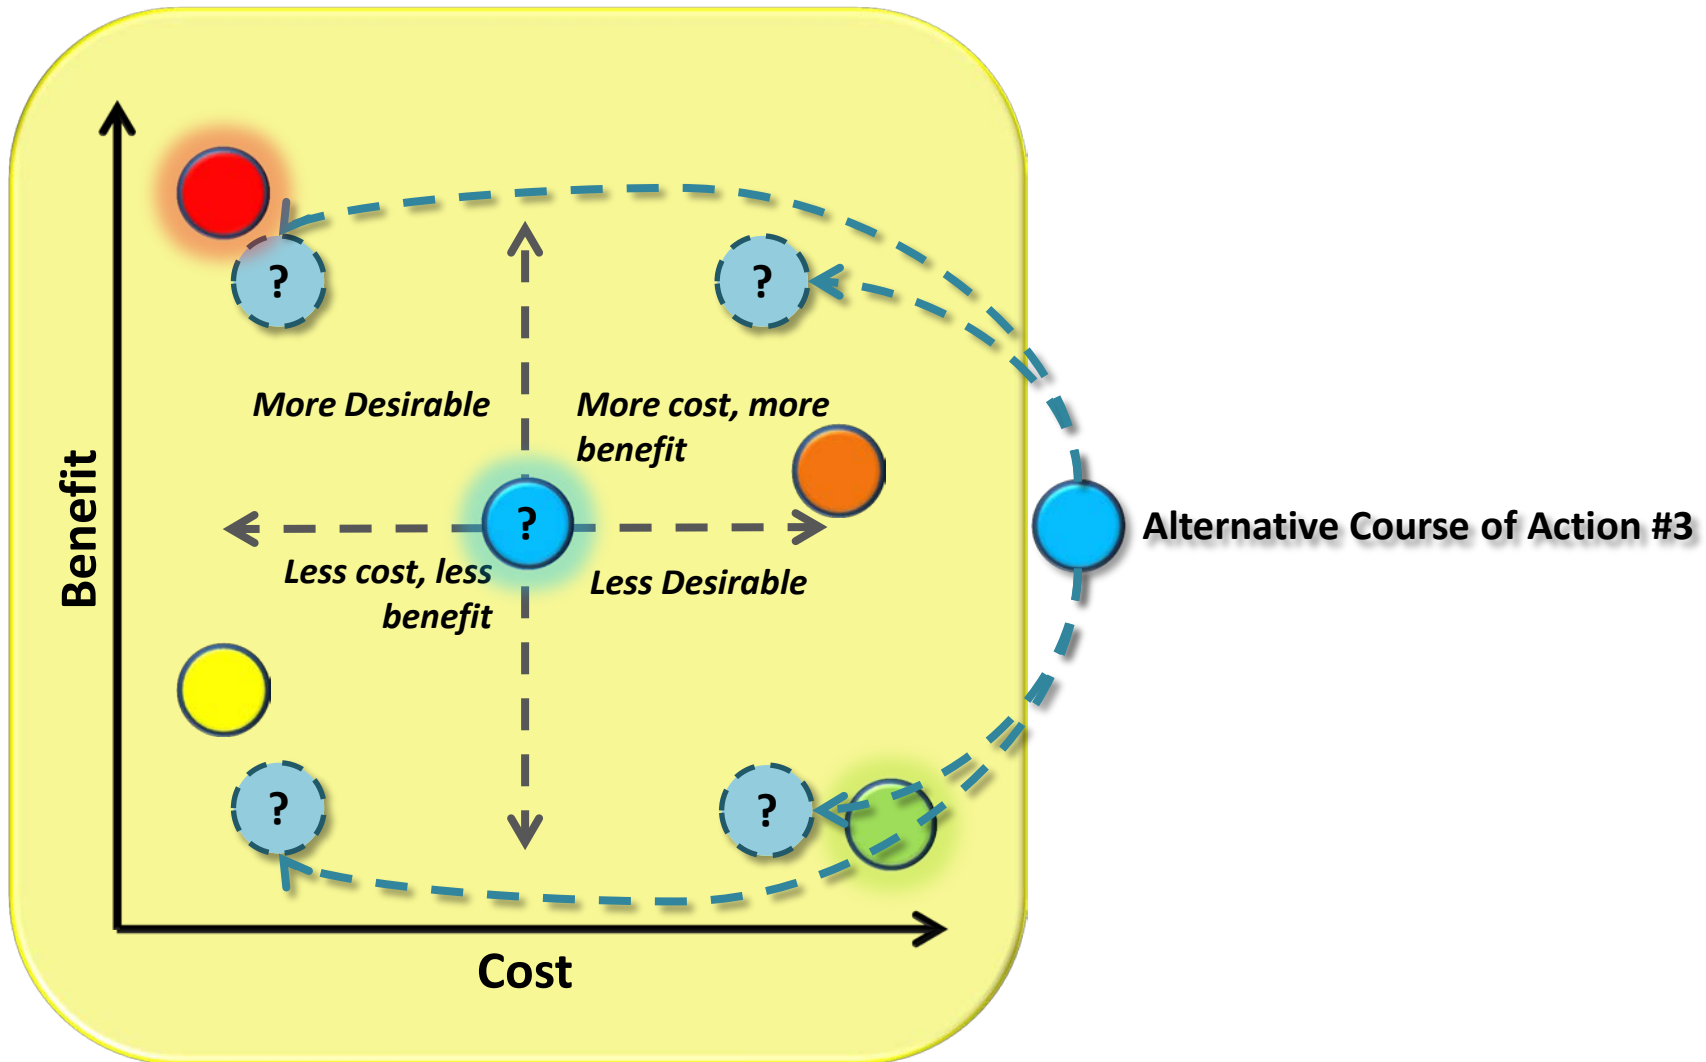 ?
?
More Desirable
More cost, more
benefit
Benefit
?
Alternative Course of Action #3
Less cost, less
benefit
Less Desirable
?
?
Cost